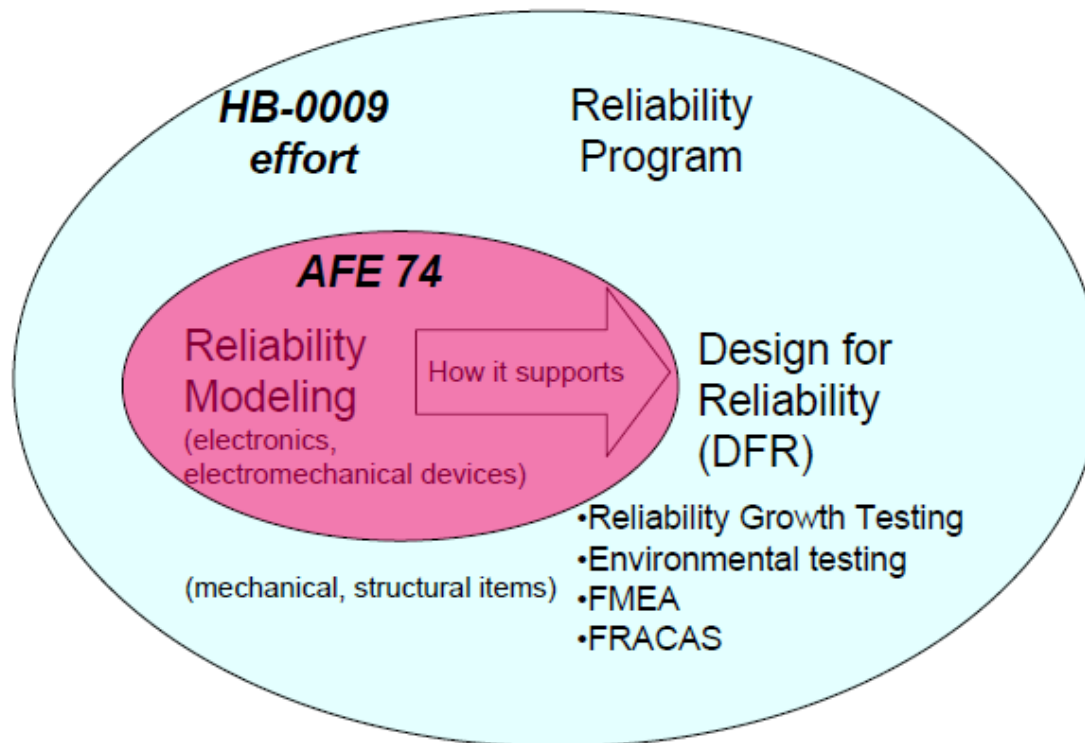 HB-0009
effort
Reliability
Program
AFE 74
Reliability
Modeling
(electronics,
electromechanical devices)
How it supports
Design for
Reliability
(DFR)
•Reliability Growth Testing
•Environmental testing
•FMEA
•FRACAS
(mechanical, structural items)